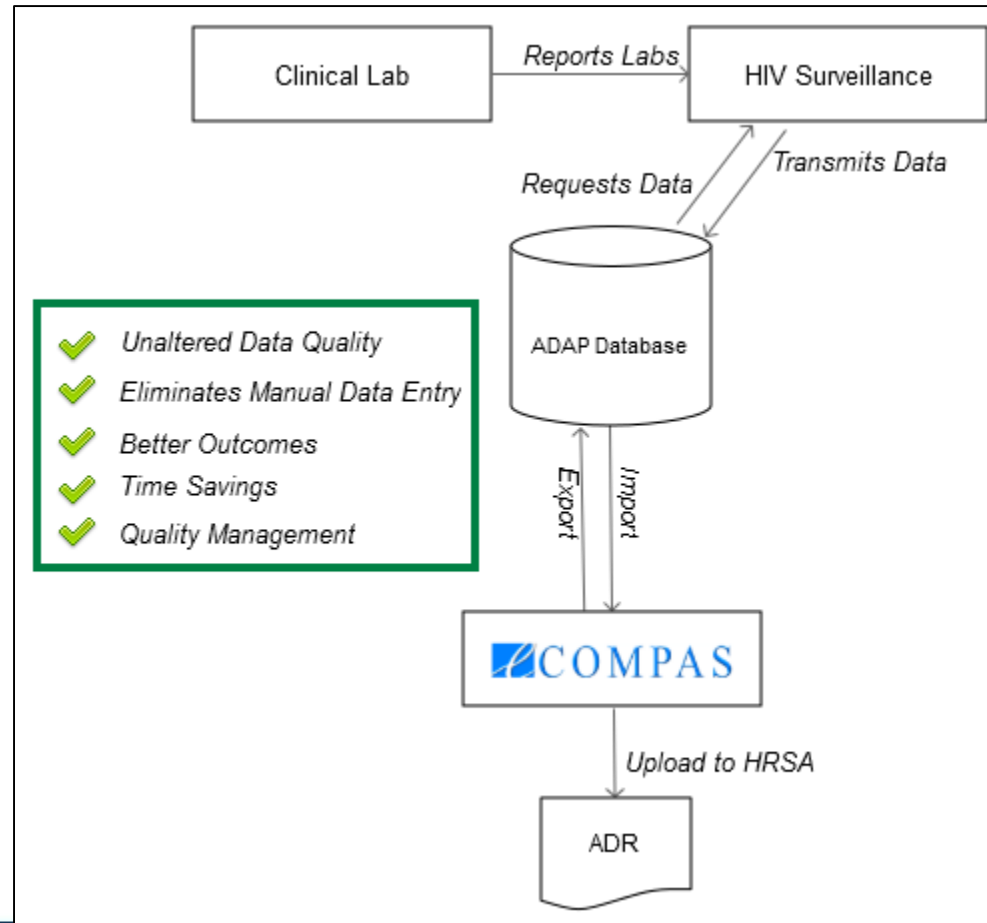 Clinical Lab
Reports Labs
HIV Surveillance
Requests Data
Transmits Data
ADAP Database
Unaltered Data Quality
Eliminates Manual Data Entry
Better Outcomes
Time Savings
Quality Management
Export
Import
eCOMPAS
Upload to HRSA
ADR